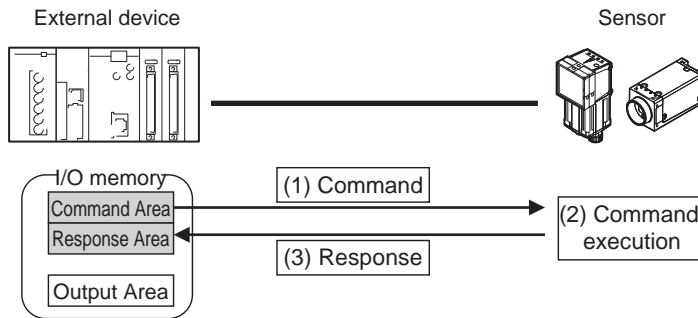 External device
Sensor
I/O memory
Command Area
Response Area
Output Area
(1) Command
(3) Response
(2) Command
execution